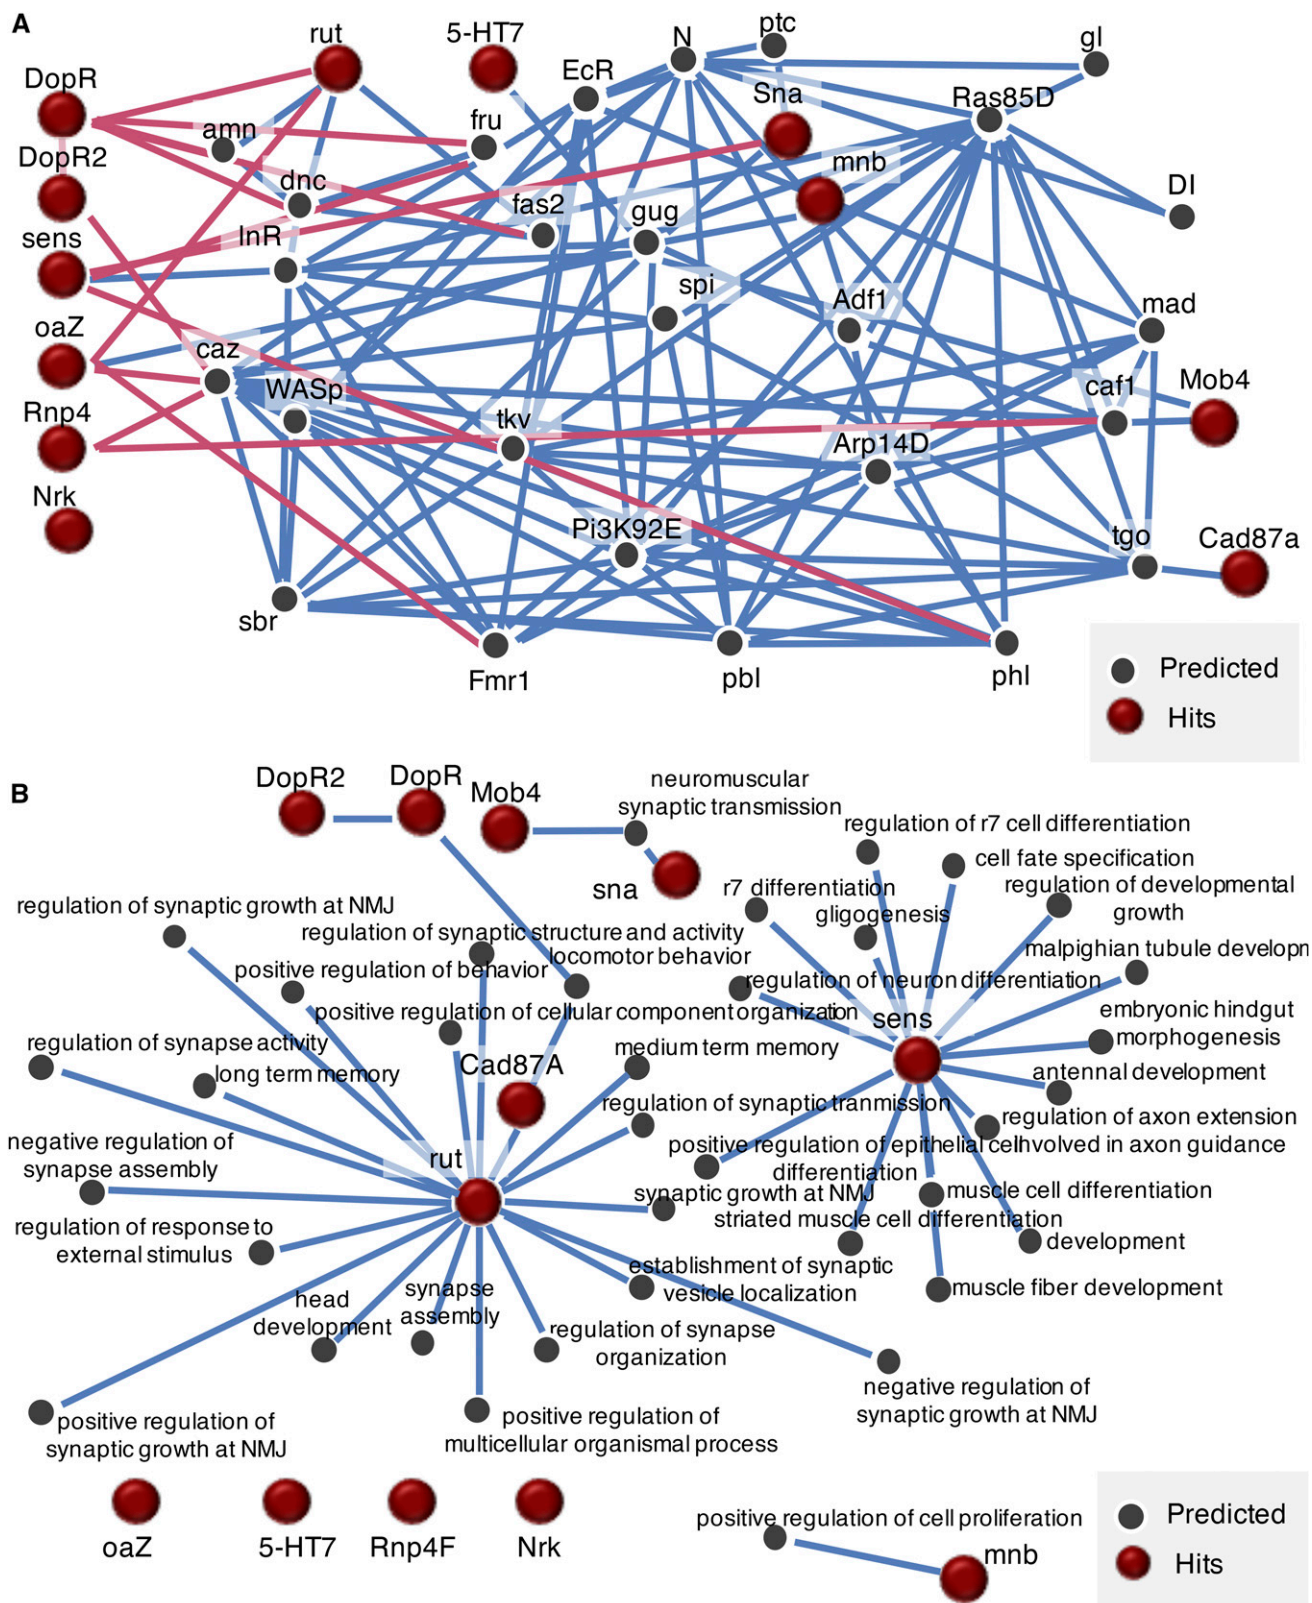 A
rut
5-HT7
N
ptc
gl
DopR
EcR
Sna
Ras85D
amn
fru
DopR2
mnb
dnc
DI
fas2
gug
sens
InR
spi
Adf1
mad
oaZ
caz
WASp
caf1
Mob4
Rnp4
tkv
Arp14D
Nrk
Pi3K92E
tgo
Cad87a
sbr
Fmr1
pbl
phl
Predicted
Hits
B
DopR2
DopR
Mob4
neuromuscular
synaptic transmission
regulation of r7 cell differentiation
cell fate specification
sna
r7 differentiation
regulation of developmental
growth
gligogenesis
regulation of synaptic growth at NMJ
regulation of synaptic structure and activity
locomotor behavior
malpighian tubule developn
positive regulation of behavior
regulation of neuron differentiation
positive regulation of cellular component organization
sens
embryonic hindgut
morphogenesis
regulation of synapse activity
medium term memory
long term memory
Cad87A
antennal development
regulation of synaptic tranmission
regulation of axon extension
involved in axon guidance
negative regulation of
synapse assembly
rut
positive regulation of epithelial cell
differentiation
synaptic growth at NMJ
muscle cell differentiation
striated muscle cell differentiation
regulation of response to
external stimulus
development
establishment of synaptic
vesicle localization
muscle fiber development
head
development
synapse
assembly
regulation of synapse
organization
negative regulation of
synaptic growth at NMJ
positive regulation of
synaptic growth at NMJ
positive regulation of
multicellular organismal process
oaZ
5-HT7
Rnp4F
Nrk
positive regulation of cell proliferation
mnb
Predicted
Hits